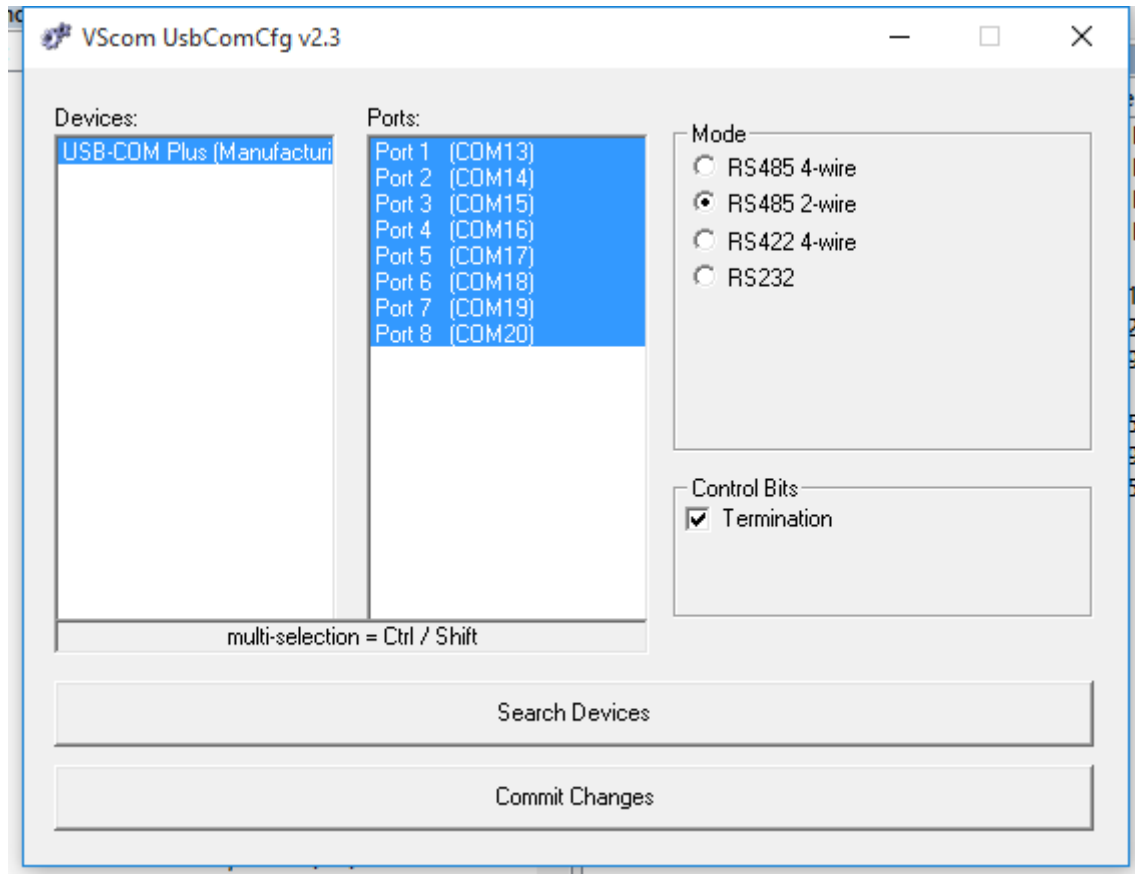 VScom UsbComCfg v2.3
Devices:
USB-COM Plus (Manufacturi
Ports:
Port 1 (COM13)
Port 2 (COM14)
Port 3 (COM15)
Port 4 (COM16)
Port 5 (COM17)
Port 6 (COM18)
Port 7 (COM19)
Port 8 (COM20)
multi-selection = Ctrl / Shift
Mode
RS485 4-wire
RS485 2-wire
RS422 4-wire
RS232
Control Bits
Termination
Search Devices
Commit Changes